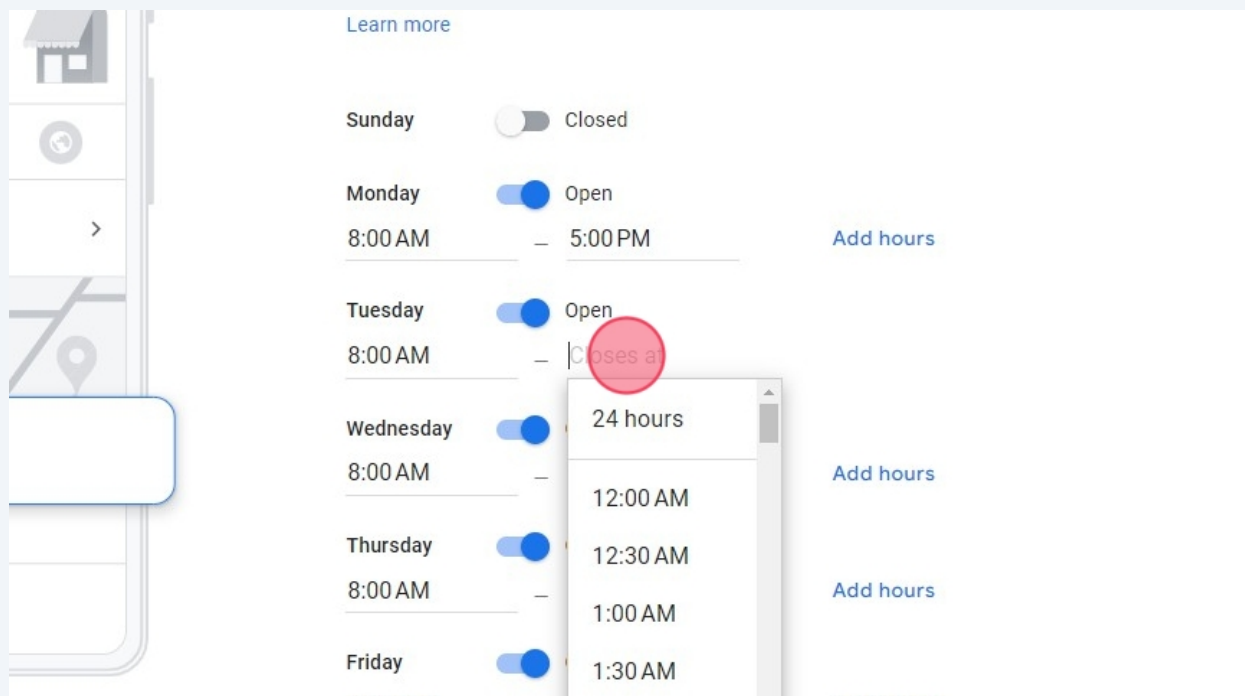 Learn more
Sunday Closed
Monday Open
8:00 AM – 5:00 PM Add hours
Tuesday Open
8:00 AM – Closes at
24 hours
Wednesday
8:00 AM – Add hours
12:00 AM
Thursday
12:30 AM
8:00 AM – Add hours
1:00 AM
Friday
1:30 AM